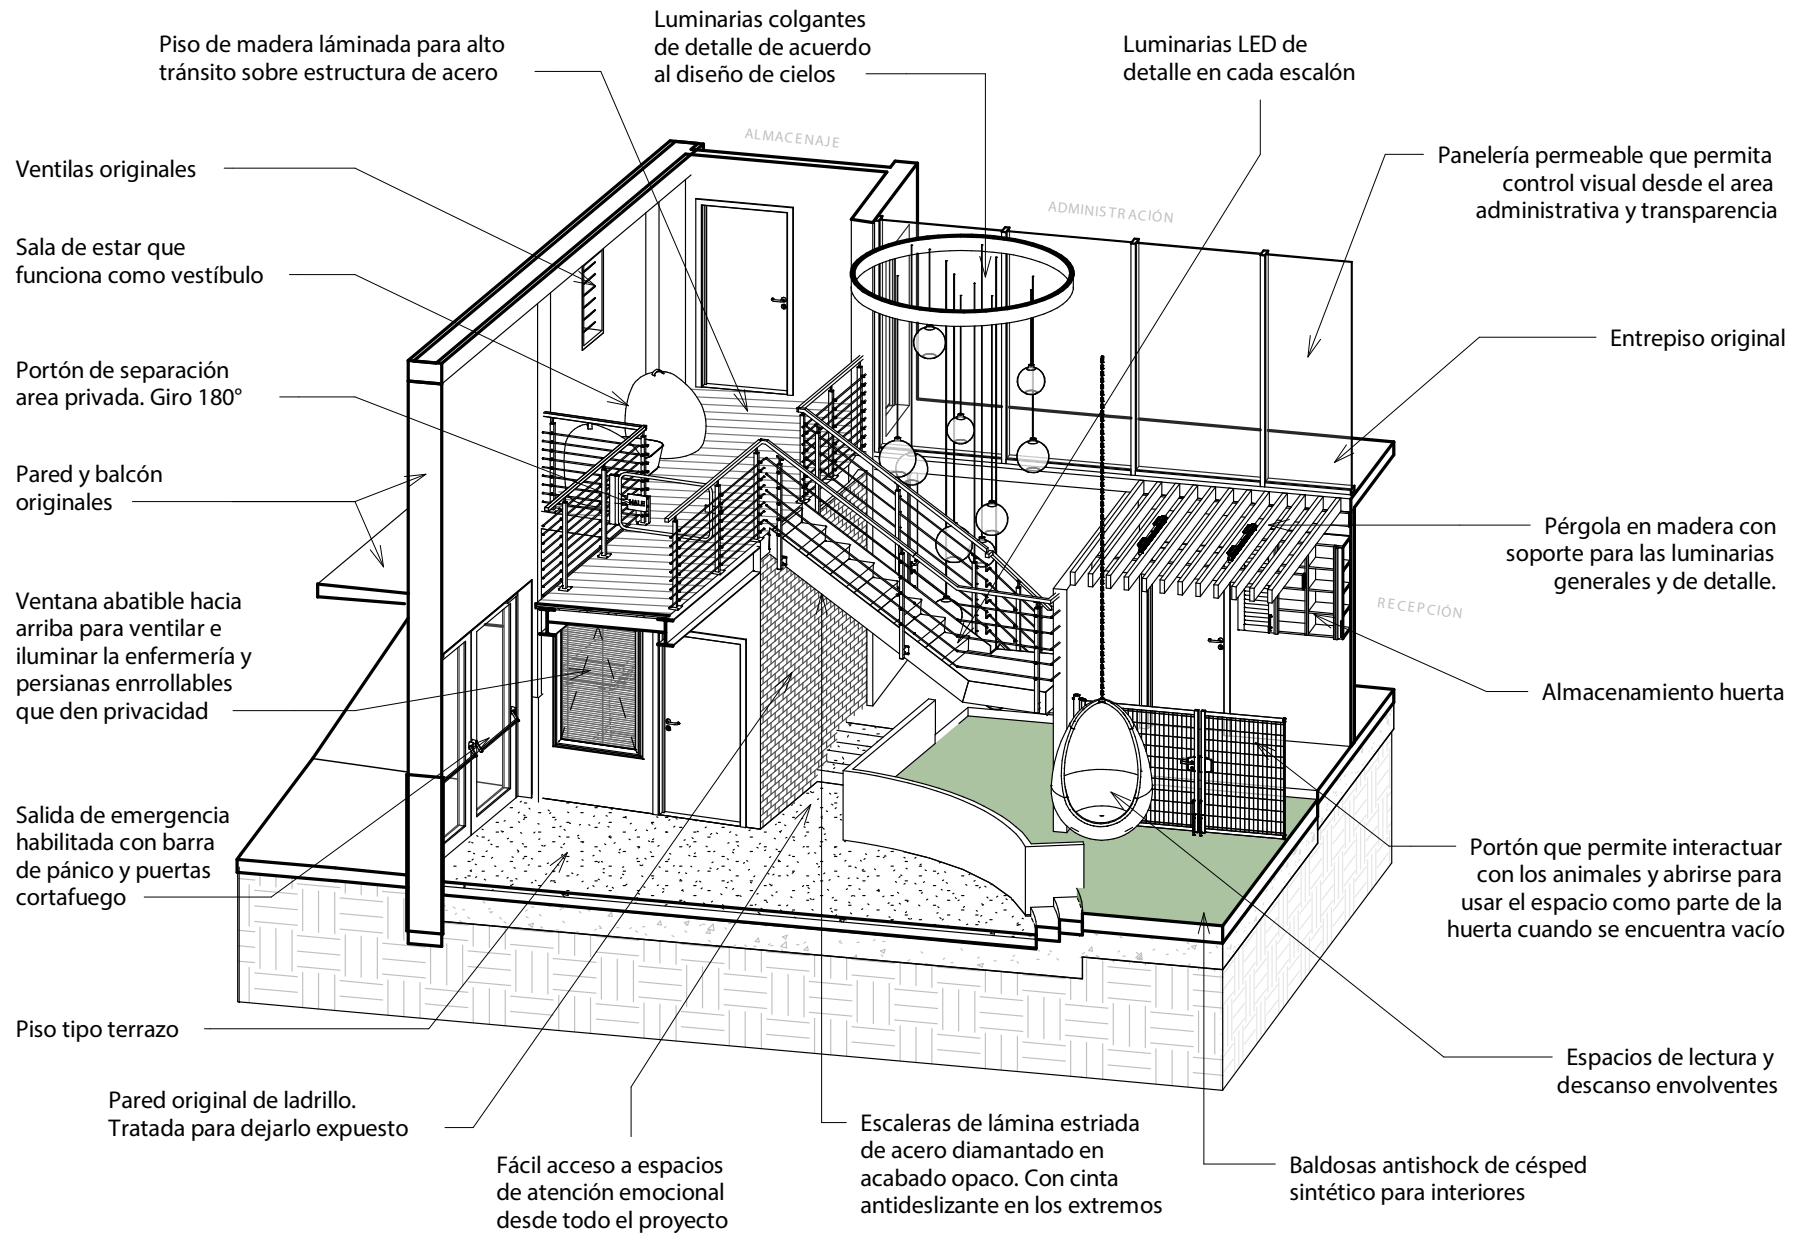 Piso de madera láminada para alto
tránsito sobre estructura de acero
Luminarias colgantes
de detalle de acuerdo
al diseño de cielos
Luminarias LED de
detalle en cada escalón
ALMACENAJE
ADMINISTRACIÓN
RECEPCIÓN
Ventilas originales
Sala de estar que
funciona como vestíbulo
Portón de separación
area privada. Giro 180°
Pared y balcón
originales
Ventana abatible hacia
arriba para ventilar e
iluminar la enfermería y
persianas enrrollables
que den privacidad
Salida de emergencia
habilitada con barra
de pánico y puertas
cortafuego
Piso tipo terrazo
Pared original de ladrillo.
Tratada para dejarlo expuesto
Fácil acceso a espacios
de atención emocional
desde todo el proyecto
Escaleras de lámina estriada
de acero diamantado en
acabado opaco. Con cinta
antideslizante en los extremos
Panelería permeable que permita
control visual desde el area
administrativa y transparencia
Entrepiso original
Pérgola en madera con
soporte para las luminarias
generales y de detalle.
Almacenamiento huerta
Portón que permite interactuar
con los animales y abrirse para
usar el espacio como parte de la
huerta cuando se encuentra vacío
Espacios de lectura y
descanso envolventes
Baldosas antishock de césped
sintético para interiores